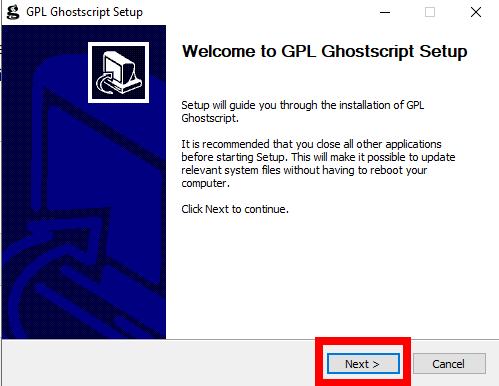 GPL Ghostscript Setup
Welcome to GPL Ghostscript Setup
Setup will guide you through the installation of GPL
Ghostscript.
It is recommended that you close all other applications
before starting Setup. This will make it possible to update
relevant system files without having to reboot your
computer.
Click Next to continue.
Next >
Cancel